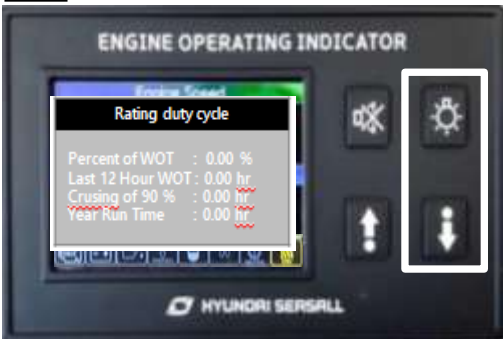 ENGINE OPERATING INDICATOR
Engine Speed
Rating duty cycle
Percent of WOT : 0.00 %
Last 12 Hour WOT : 0.00 hr
Crusing of 90 % : 0.00 hr
Year Run Time : 0.00 hr
HYUNDAI SEASALL